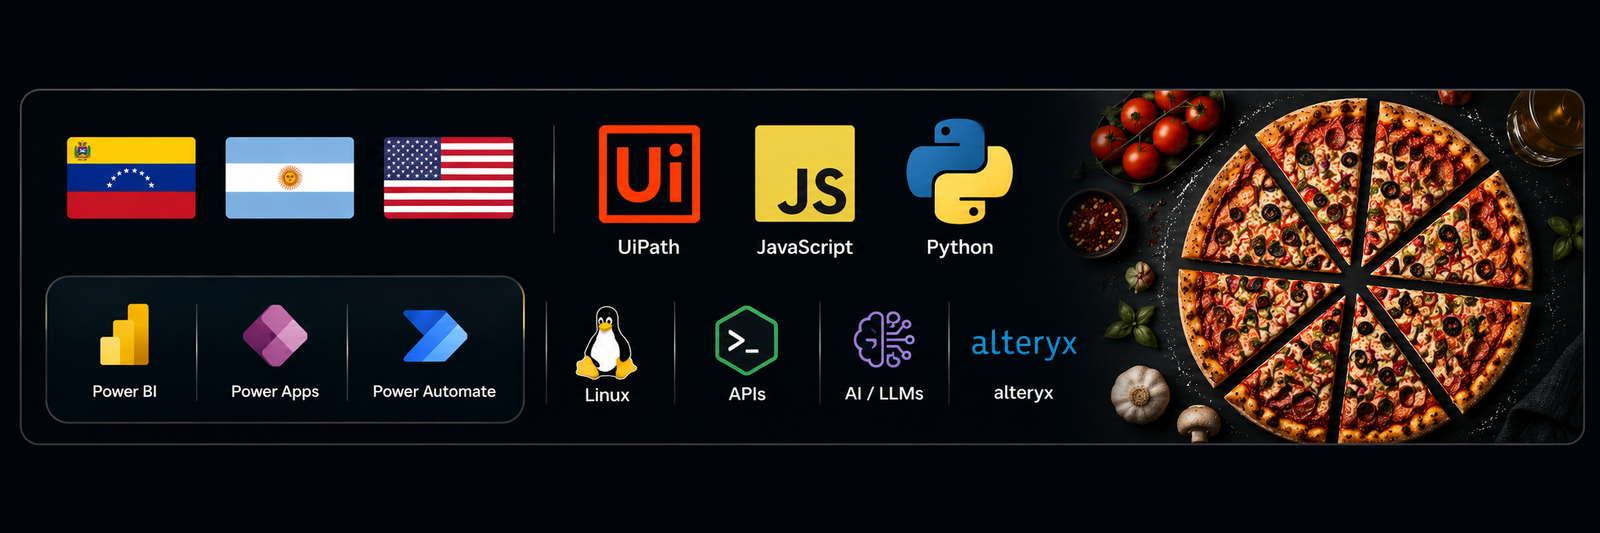 Ui
JS
UiPath
JavaScript
Python
Power BI
Power Apps
Power Automate
Linux
>_
APIs
AI / LLMs
alteryx
alteryx